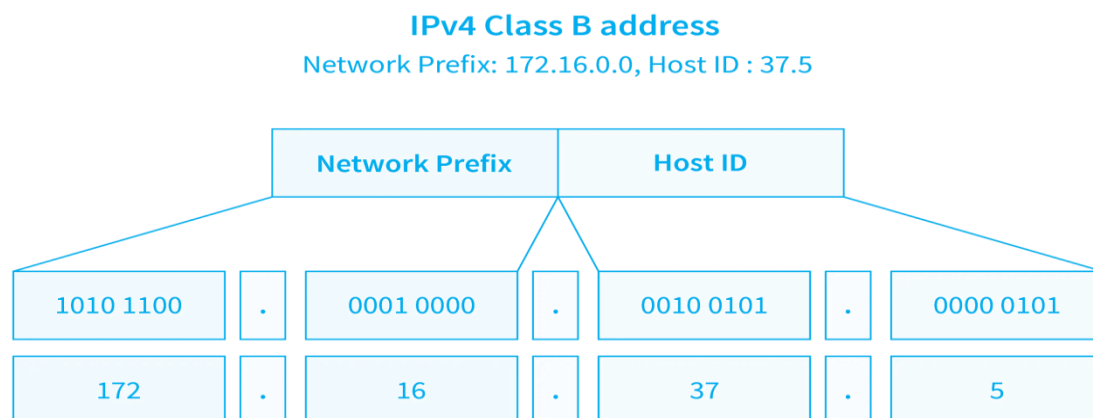 IPv4 Class B address
Network Prefix: 172.16.0.0, Host ID : 37.5
Network Prefix Host ID
1010 1100 . 0001 0000 . 0010 0101 . 0000 0101
172 . 16 . 37 . 5